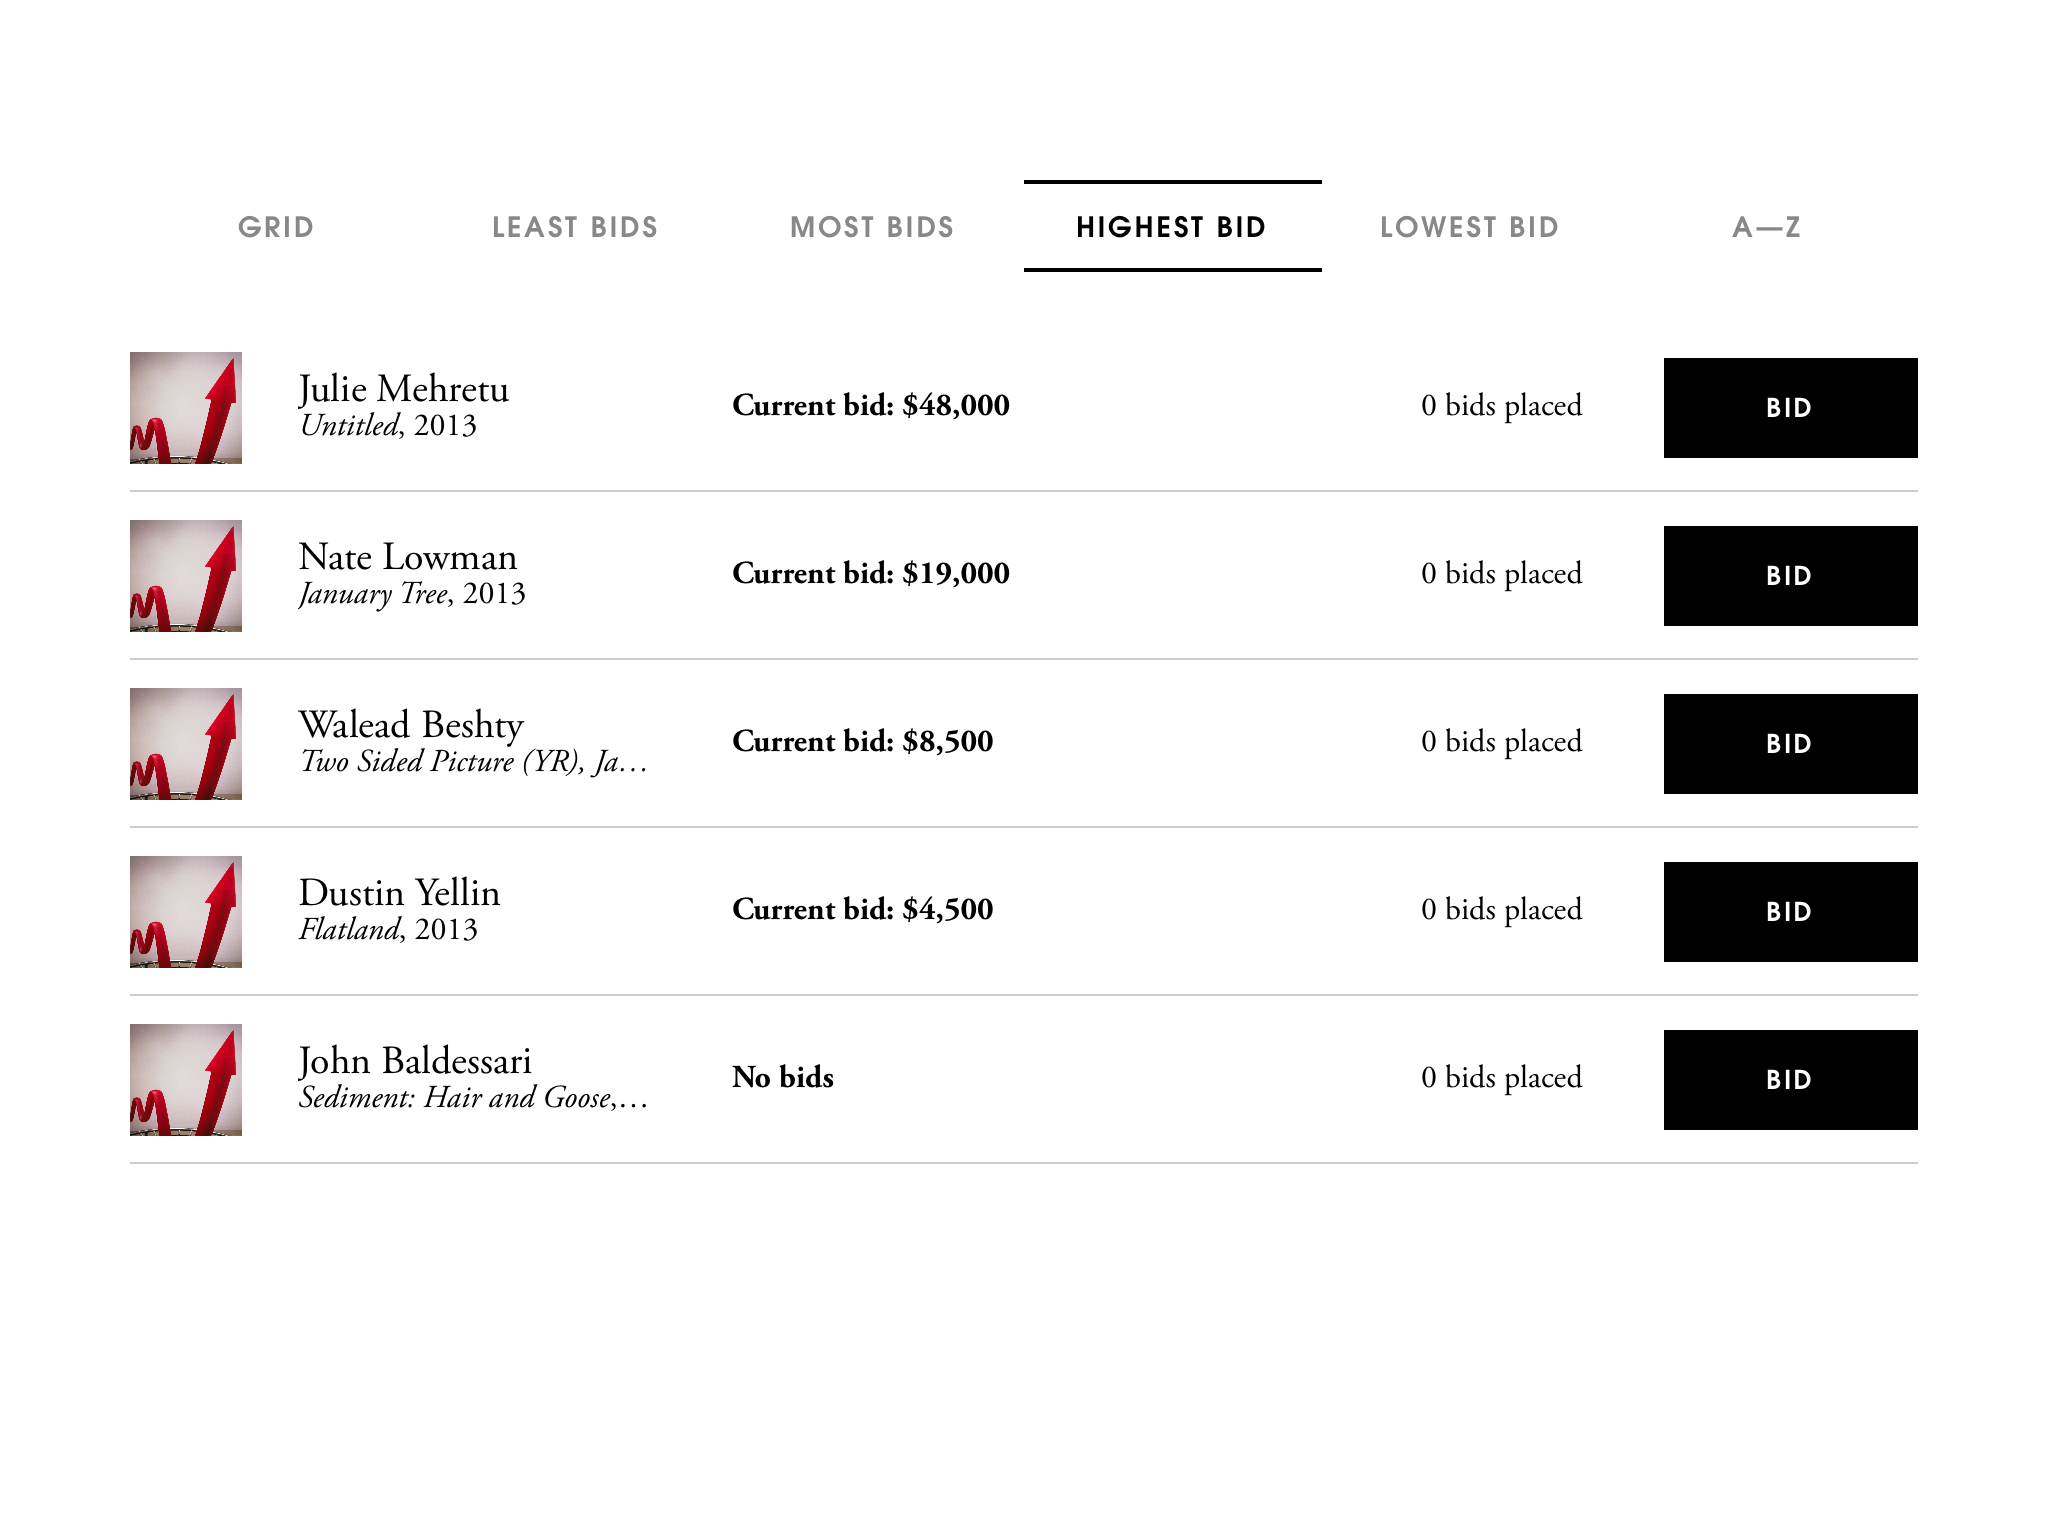 GRID LEAST BIDS MOST BIDS HIGHEST BID LOWEST BID A—Z
Julie Mehretu
Untitled, 2013
Current bid: $48,000
0 bids placed
BID
Nate Lowman
January Tree, 2013
Current bid: $19,000
0 bids placed
BID
Walead Beshty
Two Sided Picture (YR), Ja…
Current bid: $8,500
0 bids placed
BID
Dustin Yellin
Flatland, 2013
Current bid: $4,500
0 bids placed
BID
John Baldessari
Sediment: Hair and Goose,…
No bids
0 bids placed
BID